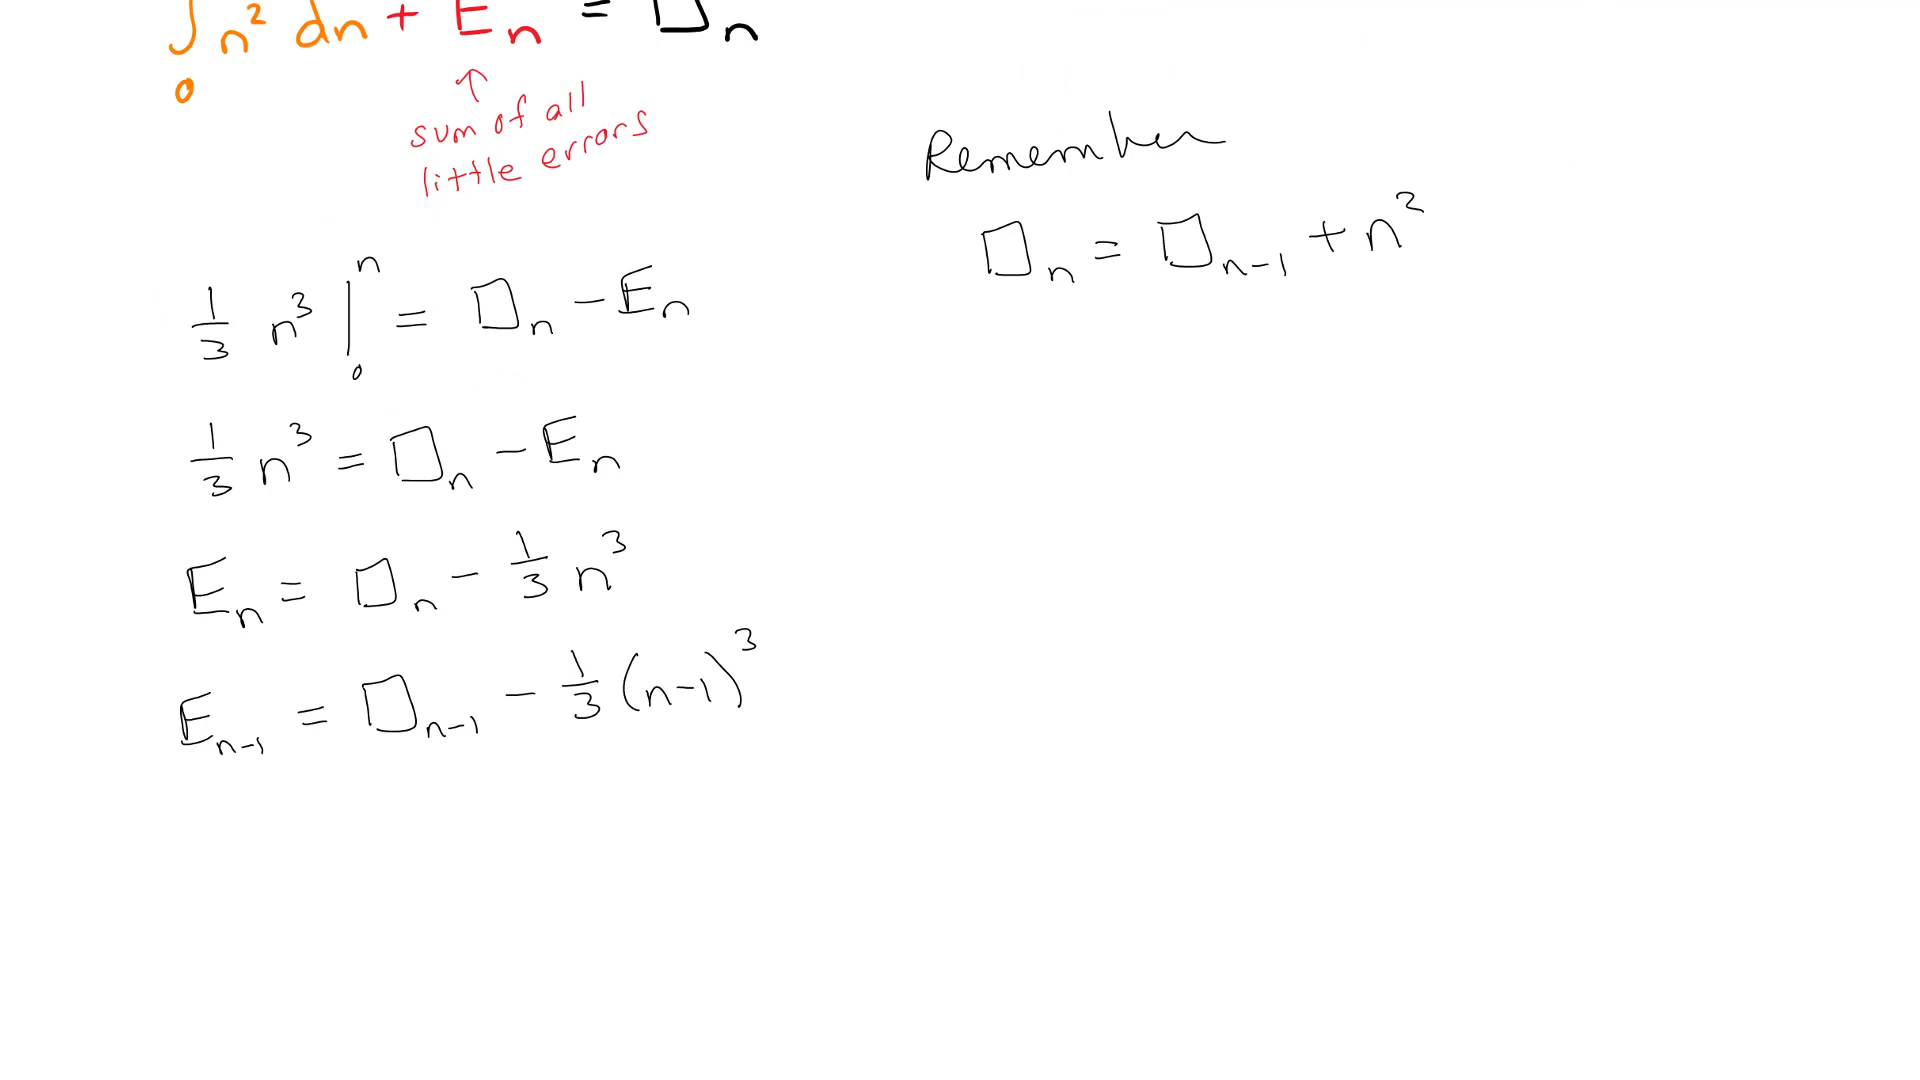 ∫₀ n² dn + Eₙ = □ₙ
↑
sum of all
little errors
1/3 n³ |₀ⁿ = □ₙ - Eₙ
1/3 n³ = □ₙ - Eₙ
Eₙ = □ₙ - 1/3 n³
Eₙ₋₁ = □ₙ₋₁ - 1/3 (n-1)³
Remember
□ₙ = □ₙ₋₁ + n²